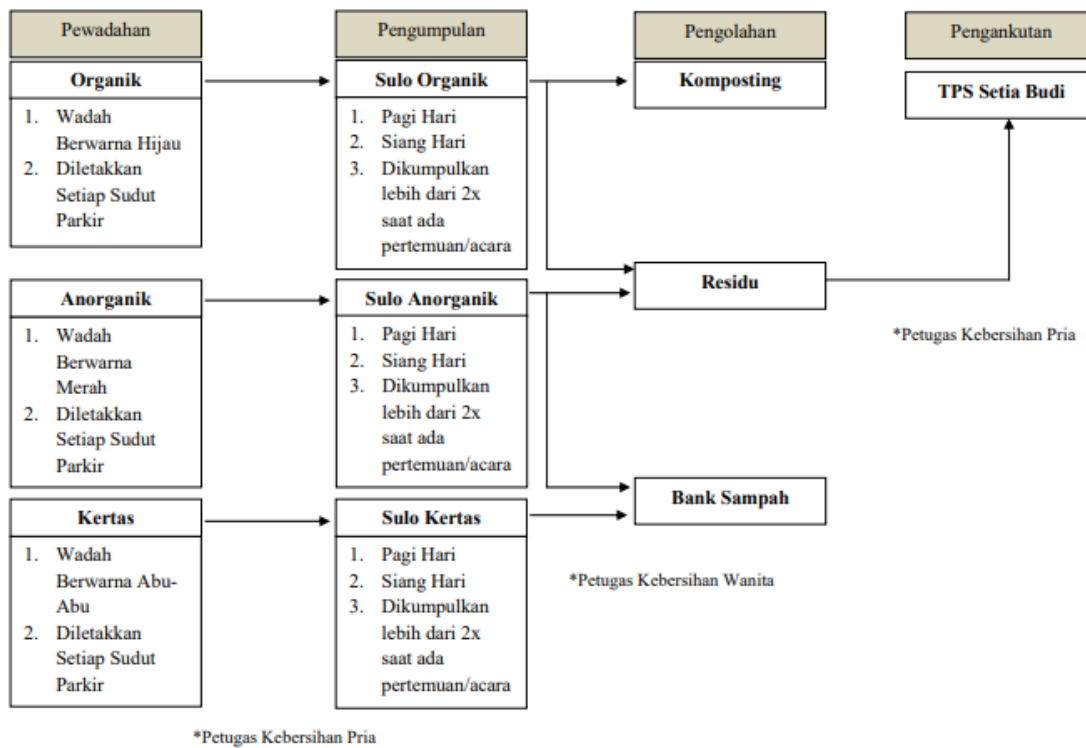 Pewadahan
Pengumpulan
Pengolahan
Pengankutan
Organik
1. Wadah
Berwarna Hijau
2. Diletakkan
Setiap Sudut
Parkir
Sulo Organik
1. Pagi Hari
2. Siang Hari
3. Dikumpulkan
lebih dari 2x
saat ada
pertemuan/acara
Komposting
TPS Setia Budi
Anorganik
1. Wadah
Berwarna
Merah
2. Diletakkan
Setiap Sudut
Parkir
Sulo Anorganik
1. Pagi Hari
2. Siang Hari
3. Dikumpulkan
lebih dari 2x
saat ada
pertemuan/acara
Residu
*Petugas Kebersihan Pria
Kertas
1. Wadah
Berwarna Abu-
Abu
2. Diletakkan
Setiap Sudut
Parkir
Sulo Kertas
1. Pagi Hari
2. Siang Hari
3. Dikumpulkan
lebih dari 2x
saat ada
pertemuan/acara
Bank Sampah
*Petugas Kebersihan Wanita
*Petugas Kebersihan Pria